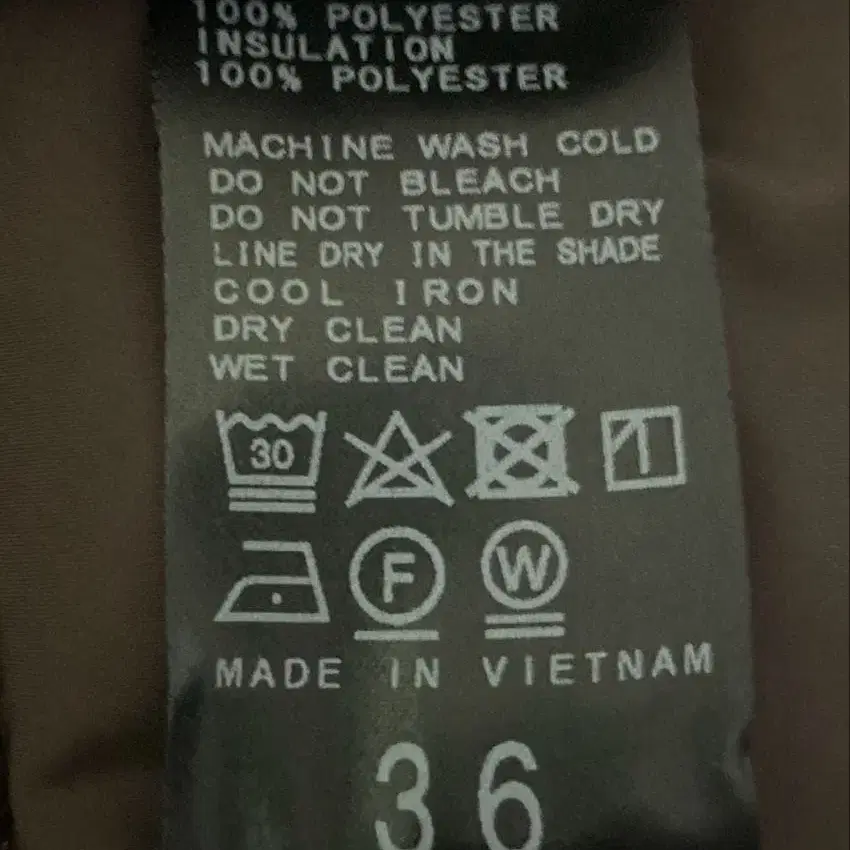 100% POLYESTER
INSULATION
100% POLYESTER
MACHINE WASH COLD
DO NOT BLEACH
DO NOT TUMBLE DRY
LINE DRY IN THE SHADE
COOL IRON
DRY CLEAN
WET CLEAN
30
F W
MADE IN VIETNAM
36